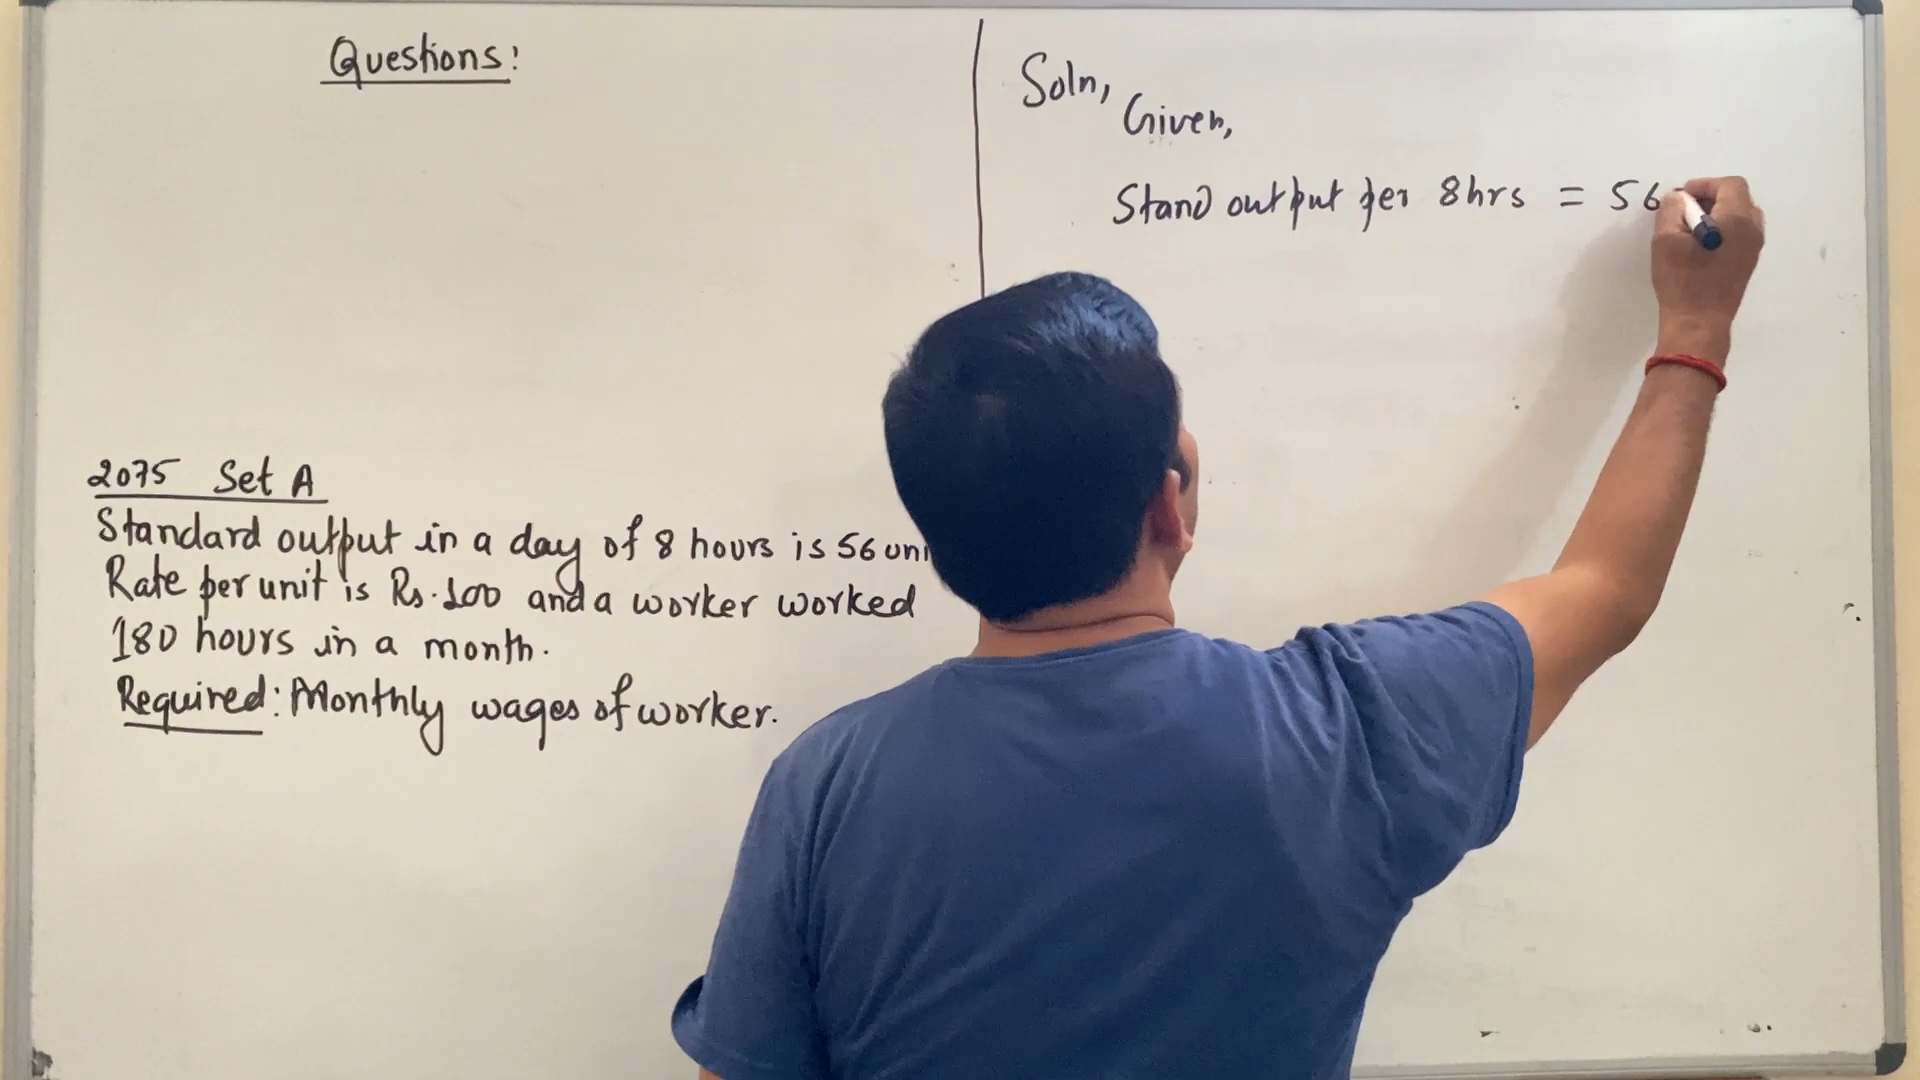 Questions:
2075 Set A
Standard output in a day of 8 hours is 56 uni
Rate per unit is Rs. 100 and a worker worked
180 hours in a month.
Required: Monthly wages of worker.
Soln,
Given,
Stand output per 8hrs = 56